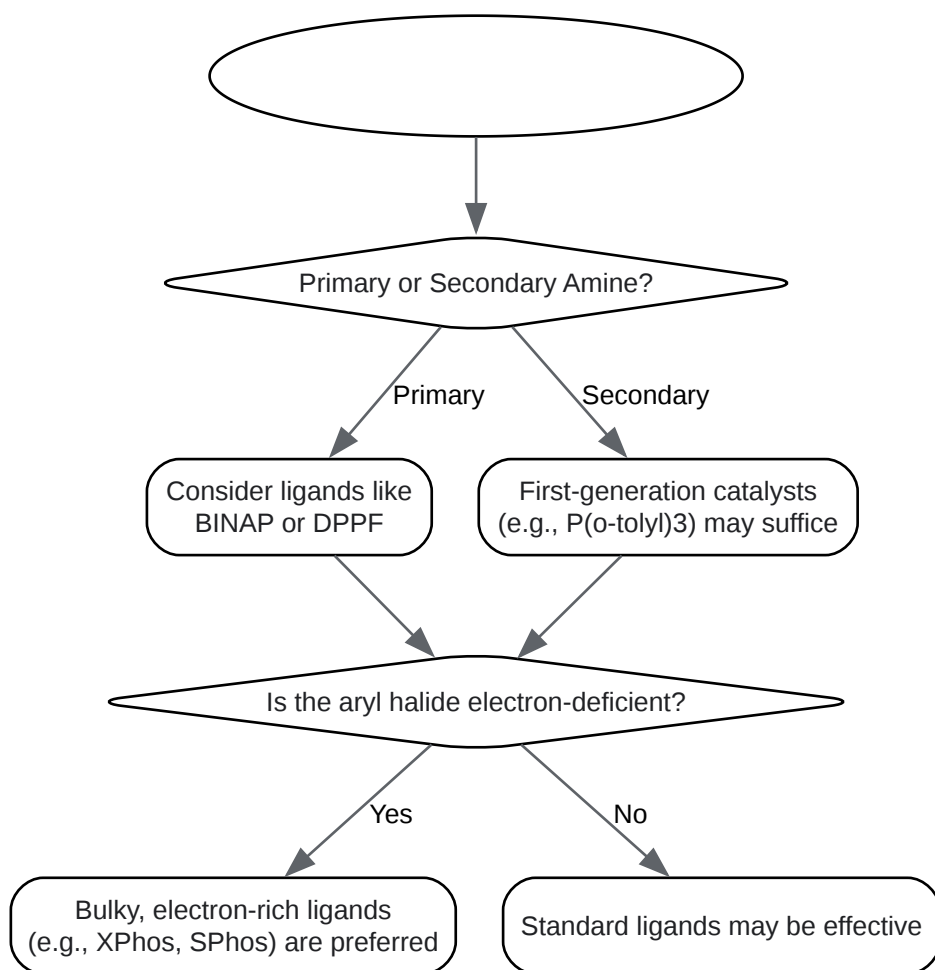 Primary or Secondary Amine?
Primary
Secondary
Consider ligands like
BINAP or DPPF
First-generation catalysts
(e.g., P(o-tolyl)3) may suffice
Is the aryl halide electron-deficient?
Yes
No
Bulky, electron-rich ligands
(e.g., XPhos, SPhos) are preferred
Standard ligands may be effective